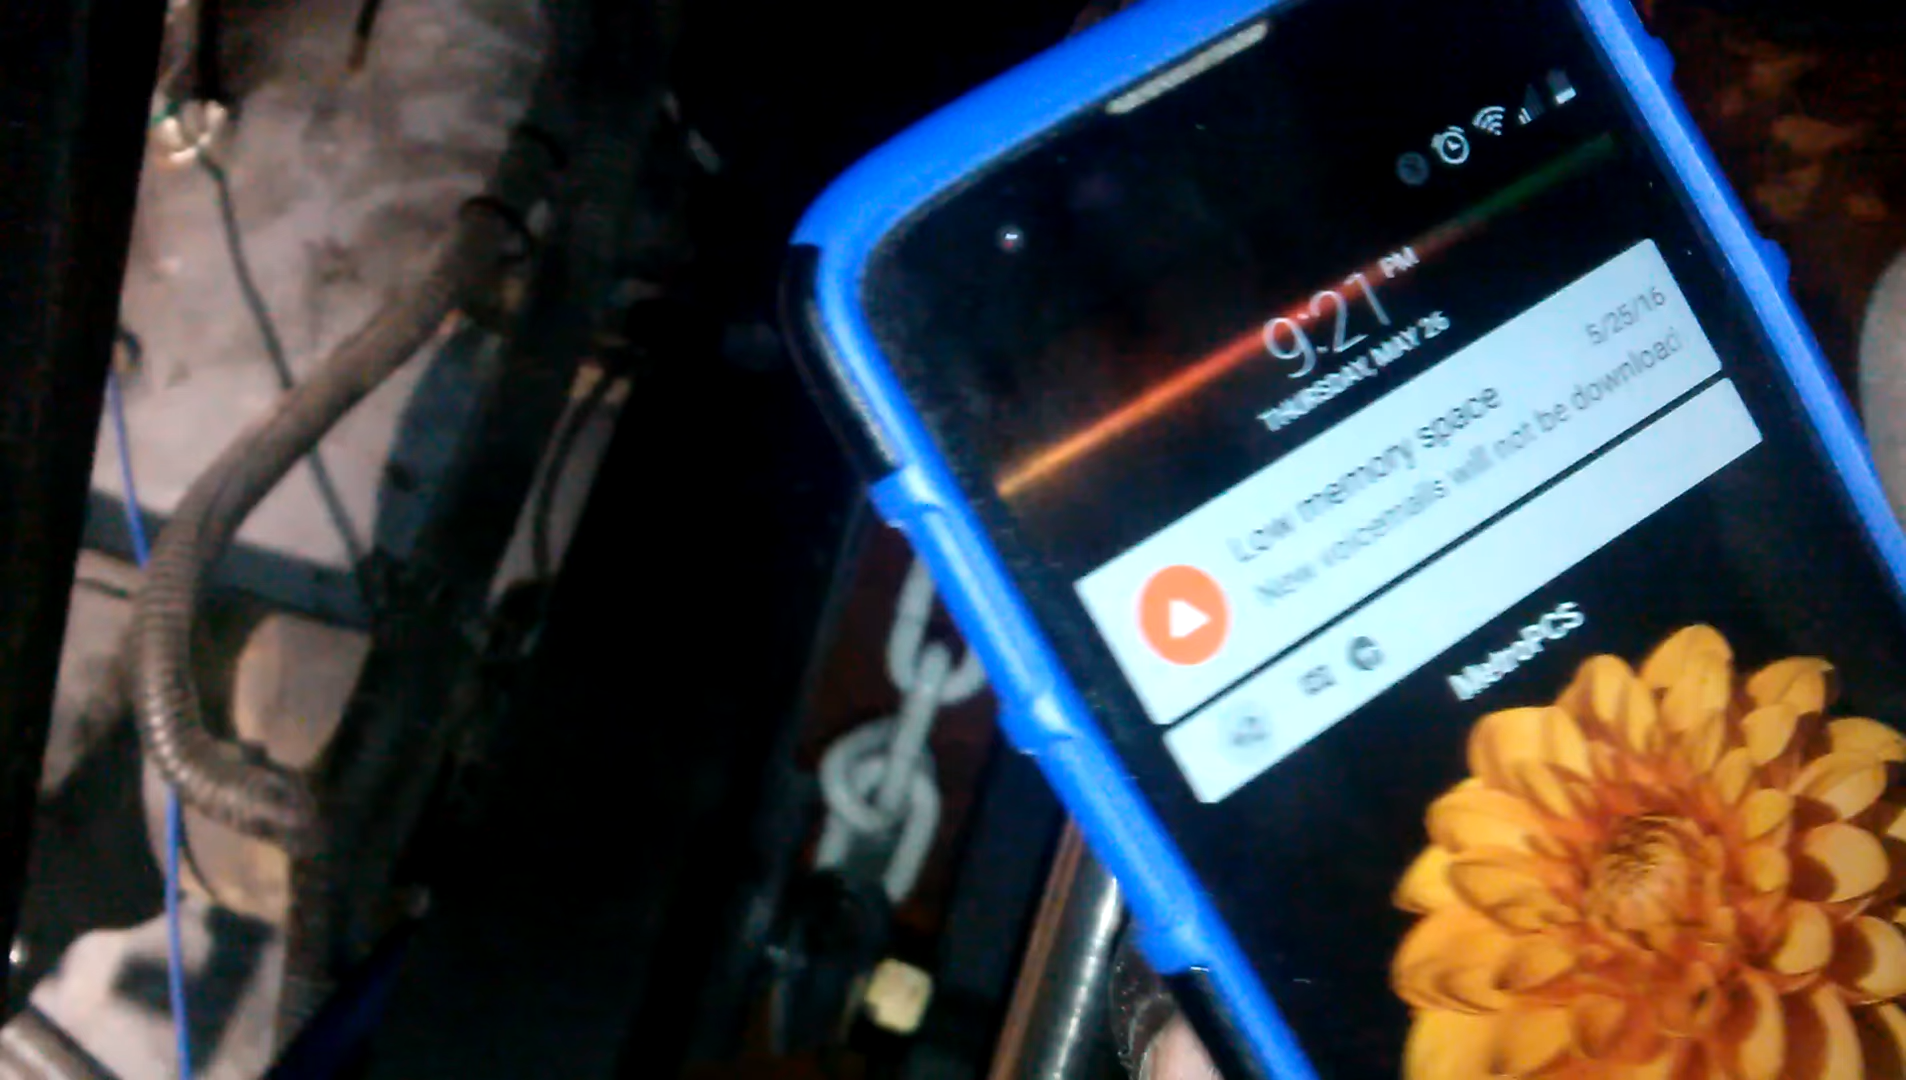 9:21 PM
THURSDAY, MAY 26
5/25/16
Low memory space
New voicemails will not be download
+2
MetroPCS